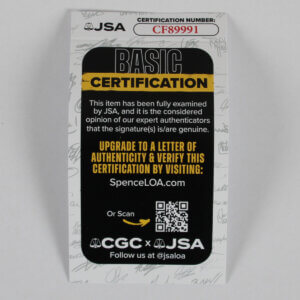 JSA
CERTIFICATION NUMBER:
CF89991
BASIC
CERTIFICATION
This item has been fully examined
by JSA, and it is the considered
opinion of our expert authenticators
that the signature(s) is/are genuine.
UPGRADE TO A LETTER OF
AUTHENTICITY & VERIFY THIS
CERTIFICATION BY VISITING:
SpenceLOA.com
Or Scan
CGC x JSA
Follow us at @jsaloa